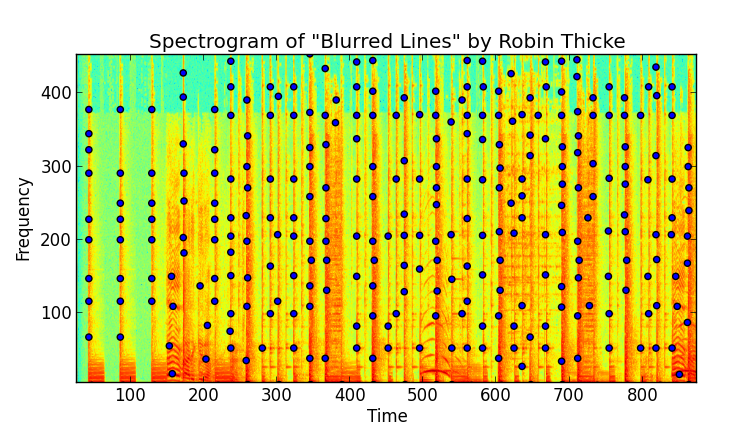 Spectrogram of "Blurred Lines" by Robin Thicke
Frequency
400
300
200
100
100 200 300 400 500 600 700 800
Time